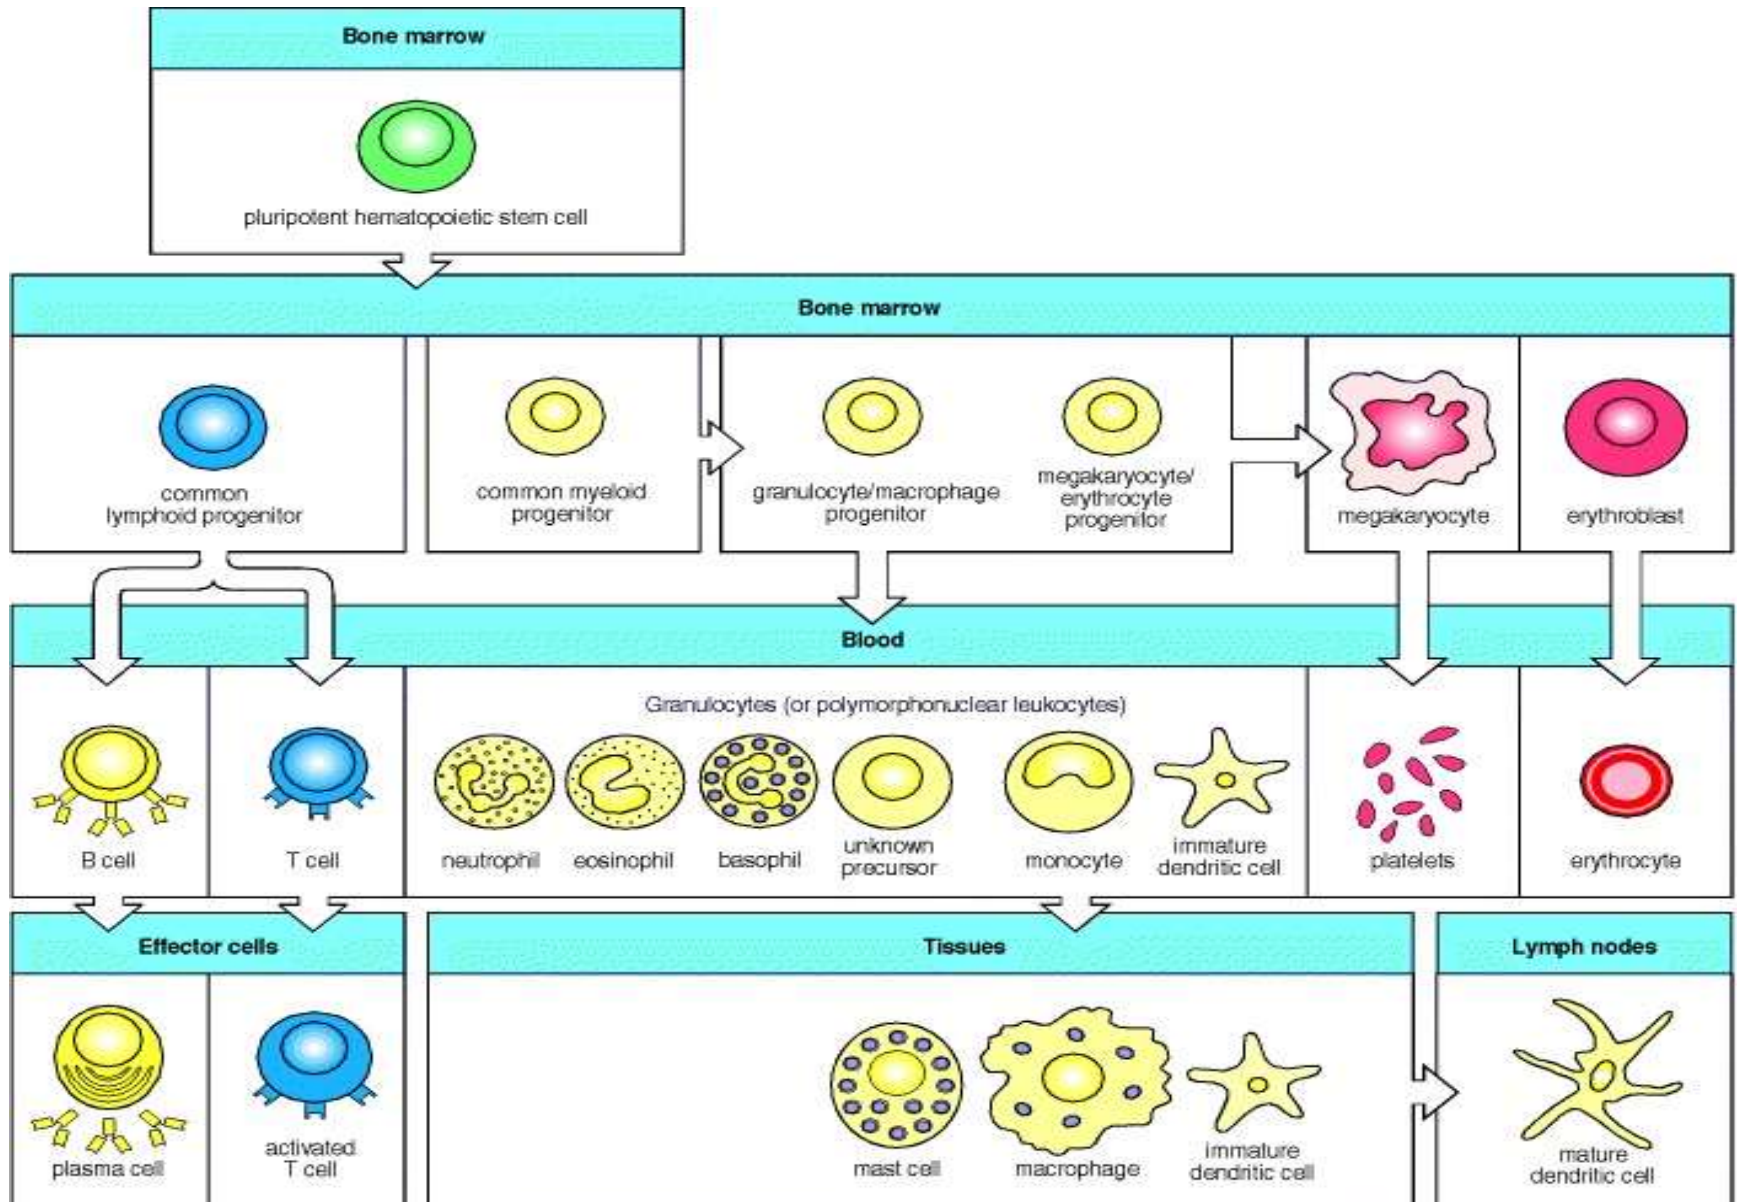 Bone marrow
pluripotent hematopoietic stem cell
Bone marrow
common
lymphoid progenitor
common myeloid
progenitor
granulocyte/macrophage
progenitor
megakaryocyte/
erythrocyte
progenitor
megakaryocyte
erythroblast
Blood
Granulocytes (or polymorphonuclear leukocytes)
B cell
T cell
neutrophil
eosinophil
basophil
unknown
precursor
monocyte
immature
dendritic cell
platelets
erythrocyte
Effector cells
Tissues
Lymph nodes
plasma cell
activated
T cell
mast cell
macrophage
immature
dendritic cell
mature
dendritic cell